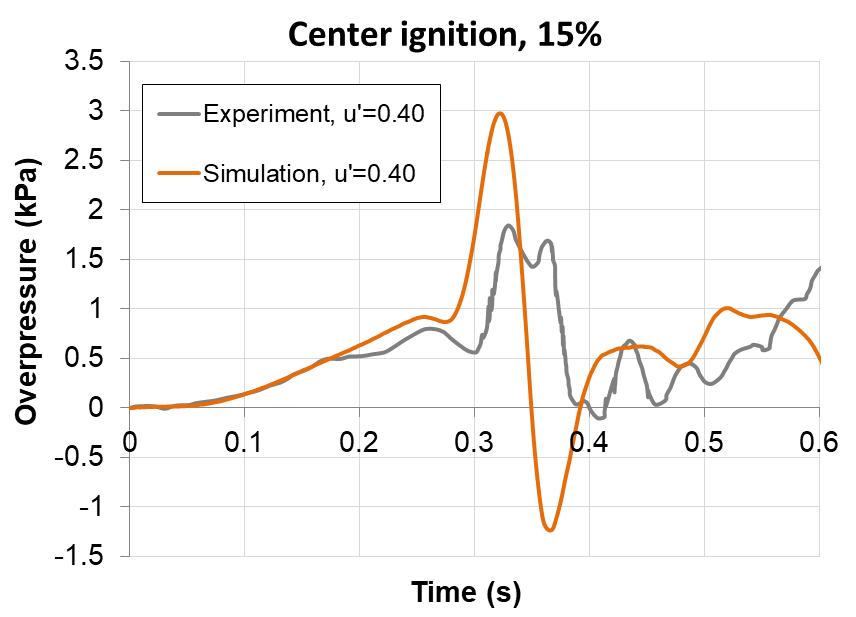 Center ignition, 15%
3.5
3
2.5
2
1.5
1
0.5
0
-0.5
-1
-1.5
Experiment, u'=0.40
Simulation, u'=0.40
0 0.1 0.2 0.3 0.4 0.5 0.6
Overpressure (kPa)
Time (s)